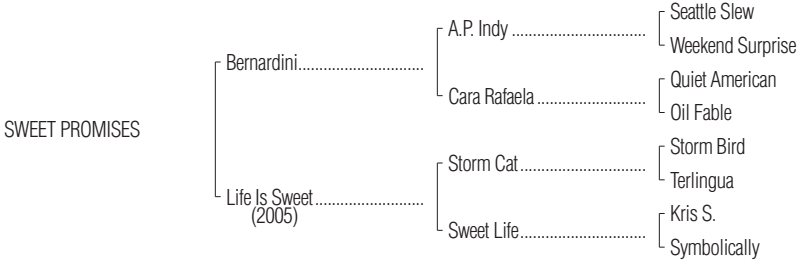 Seattle Slew
A.P. Indy ................................
Weekend Surprise
Bernardini..............................
Quiet American
Cara Rafaela ..........................
Oil Fable
SWEET PROMISES
Storm Bird
Storm Cat..............................
Terlingua
Life Is Sweet..........................
(2005)
Kris S.
Sweet Life..............................
Symbolically